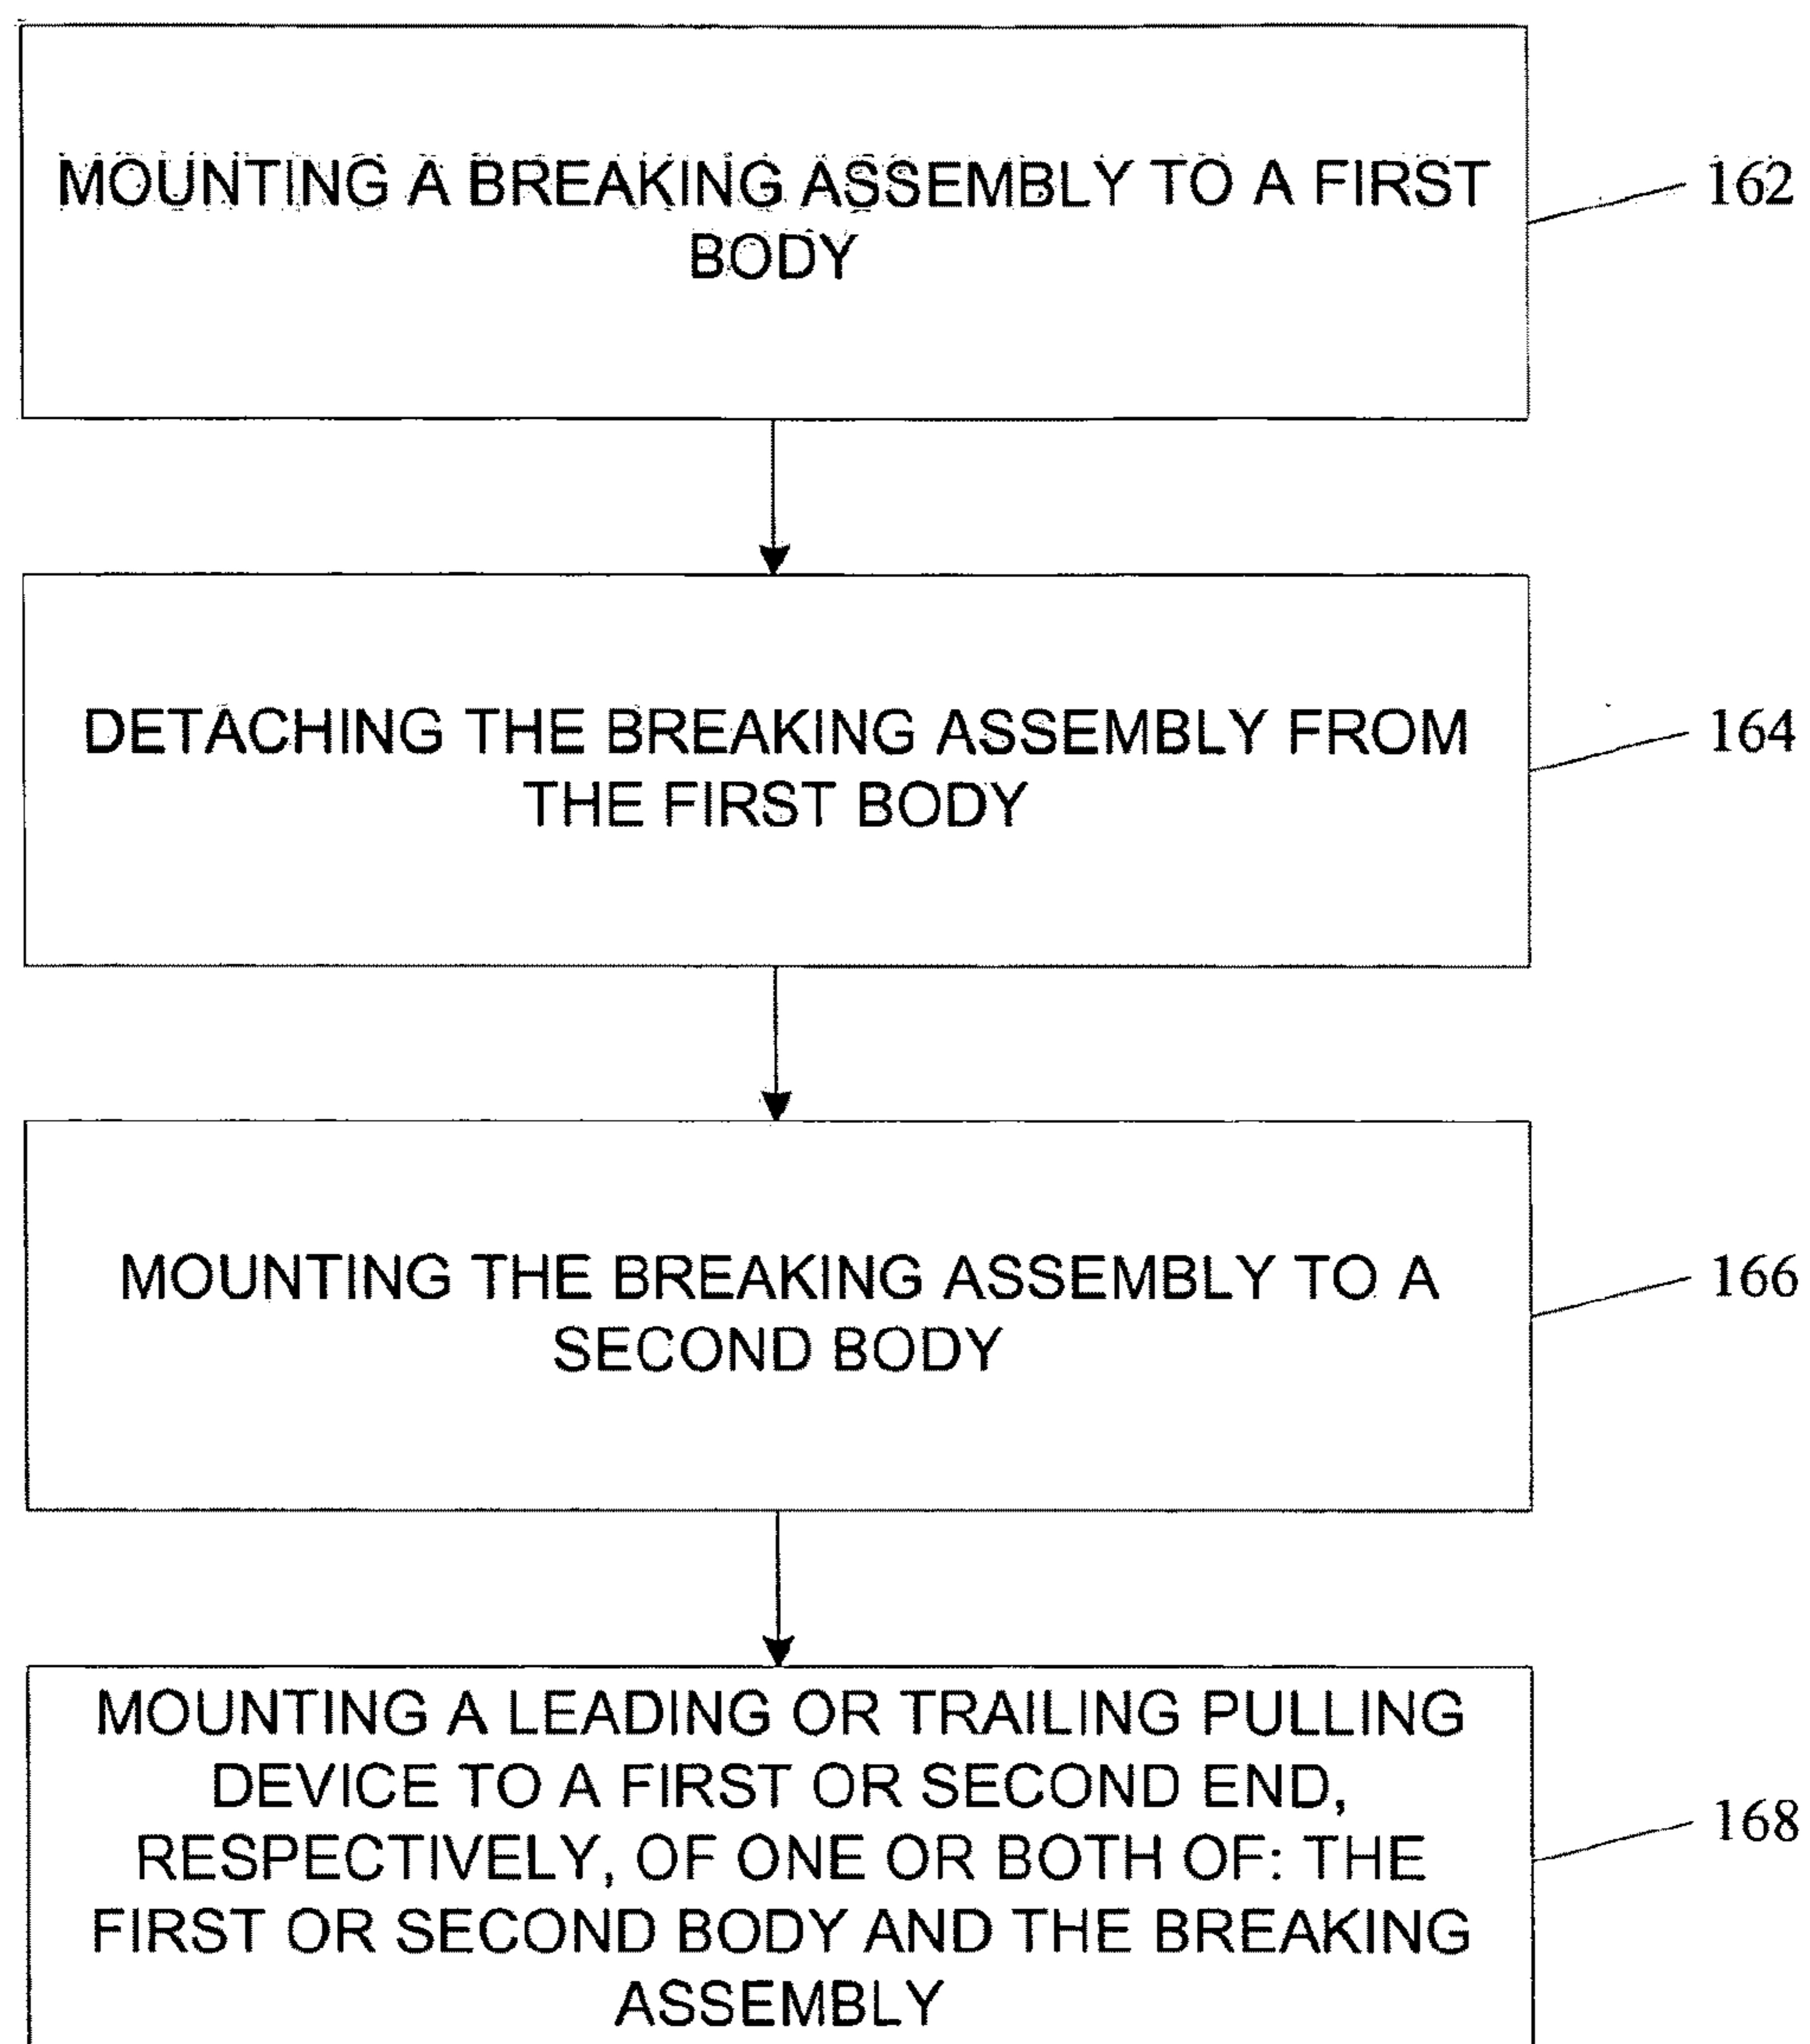 MOUNTING A BREAKING ASSEMBLY TO A FIRST
BODY
162
DETACHING THE BREAKING ASSEMBLY FROM
THE FIRST BODY
164
MOUNTING THE BREAKING ASSEMBLY TO A
SECOND BODY
166
MOUNTING A LEADING OR TRAILING PULLING
DEVICE TO A FIRST OR SECOND END,
RESPECTIVELY, OF ONE OR BOTH OF: THE
FIRST OR SECOND BODY AND THE BREAKING
ASSEMBLY
168